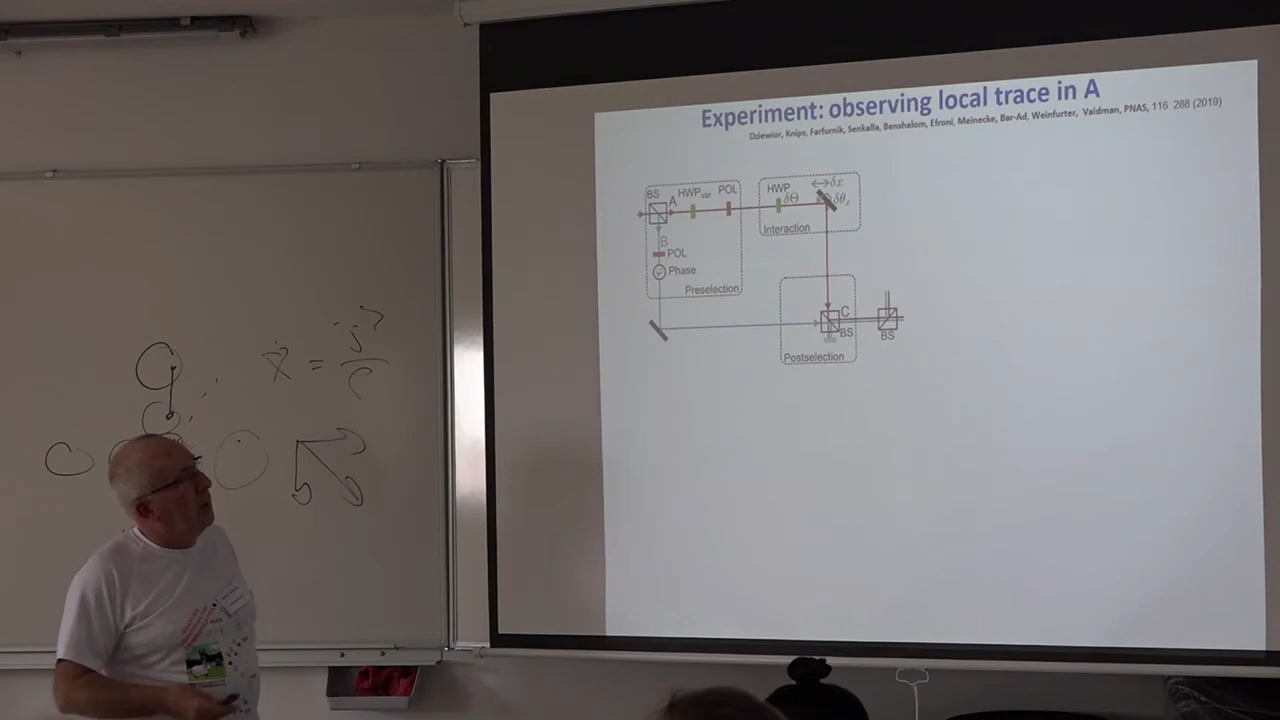 Experiment: observing local trace in A
Dziewior, Knips, Farfurnik, Senkalla, Benshalom, Efroni, Meinecke, Bar-Ad, Weinfurter, Vaidman, PNAS, 116 288 (2019)
BS
A
HWPvar
POL
HWP
δΘ
δx
δθx
Interaction
B
POL
Phase
Preselection
C
BS
BS
Postselection